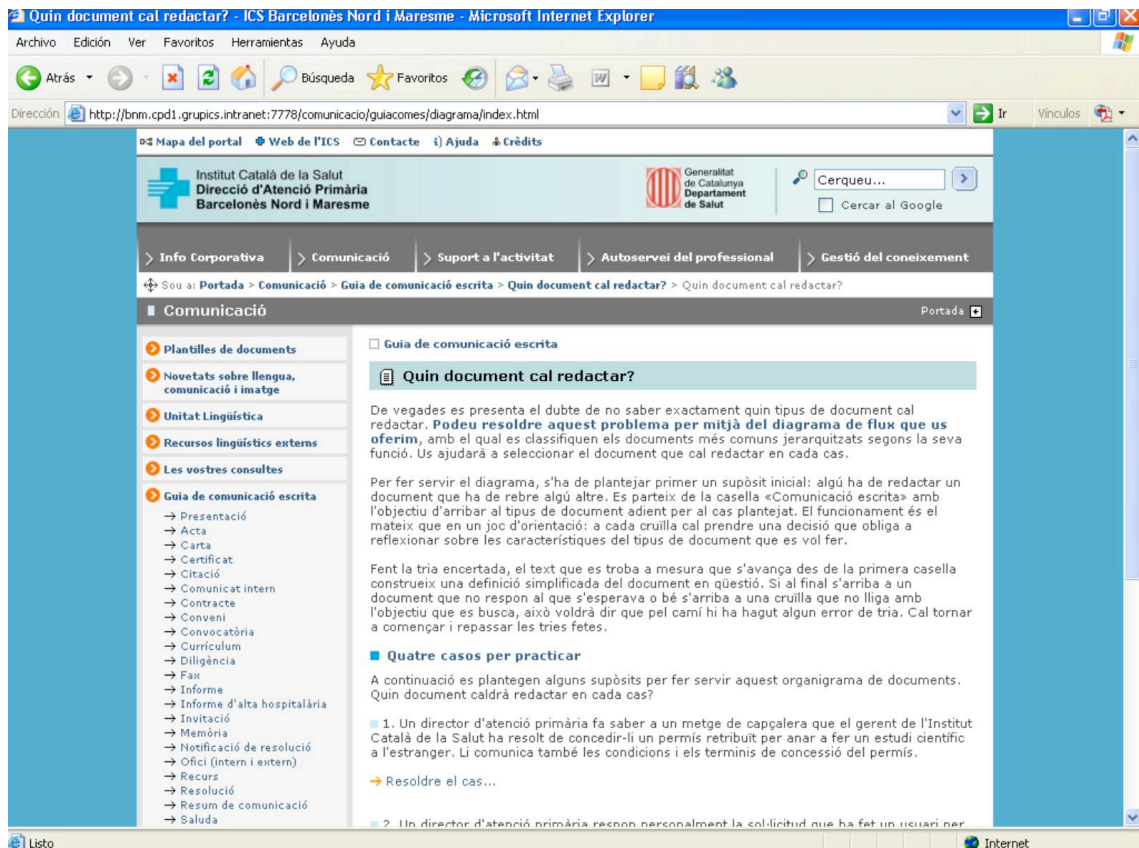 Quin document cal redactar? - ICS Barcelonès Nord i Maresme - Microsoft Internet Explorer
Archivo Edición Ver Favoritos Herramientas Ayuda
Atrás Búsqueda Favoritos
Dirección http://bnm.cpd1.grupics.intranet:7778/comunicacio/guiacomes/diagrama/index.html Ir Vínculos
Mapa del portal Web de l'ICS Contacte Ajuda Crèdits
Institut Català de la Salut
Direcció d'Atenció Primària
Barcelonès Nord i Maresme
Generalitat
de Catalunya
Departament
de Salut
Cerqueu...
Cercar al Google
Info Corporativa Comunicació Suport a l'activitat Autoservei del professional Gestió del coneixement
Sou a: Portada > Comunicació > Guia de comunicació escrita > Quin document cal redactar? > Quin document cal redactar?
Comunicació Portada
Plantilles de documents
Novetats sobre llengua,
comunicació i imatge
Unitat Lingüística
Recursos lingüístics externs
Les vostres consultes
Guia de comunicació escrita
→ Presentació
→ Acta
→ Carta
→ Certificat
→ Citació
→ Comunicat intern
→ Contracte
→ Conveni
→ Convocatòria
→ Currículum
→ Diligència
→ Fax
→ Informe
→ Informe d'alta hospitalària
→ Invitació
→ Memòria
→ Notificació de resolució
→ Ofici (intern i extern)
→ Recurs
→ Resolució
→ Resum de comunicació
→ Saluda
Guia de comunicació escrita
Quin document cal redactar?
De vegades es presenta el dubte de no saber exactament quin tipus de document cal
redactar. Podeu resoldre aquest problema per mitjà del diagrama de flux que us
oferim, amb el qual es classifiquen els documents més comuns jerarquitzats segons la seva
funció. Us ajudarà a seleccionar el document que cal redactar en cada cas.
Per fer servir el diagrama, s'ha de plantejar primer un supòsit inicial: algú ha de redactar un
document que ha de rebre algú altre. Es parteix de la casella «Comunicació escrita» amb
l'objectiu d'arribar al tipus de document adient per al cas plantejat. El funcionament és el
mateix que en un joc d'orientació: a cada cruïlla cal prendre una decisió que obliga a
reflexionar sobre les característiques del tipus de document que es vol fer.
Fent la tria encertada, el text que es troba a mesura que s'avança des de la primera casella
construeix una definició simplificada del document en qüestió. Si al final s'arriba a un
document que no respon al que s'esperava o bé s'arriba a una cruïlla que no lliga amb
l'objectiu que es busca, això voldrà dir que pel camí hi ha hagut algun error de tria. Cal tornar
a començar i repassar les tries fetes.
Quatre casos per practicar
A continuació es plantegen alguns supòsits per fer servir aquest organigrama de documents.
Quin document caldrà redactar en cada cas?
1. Un director d'atenció primària fa saber a un metge de capçalera que el gerent de l'Institut
Català de la Salut ha resolt de concedir-li un permís retribuït per anar a fer un estudi científic
a l'estranger. Li comunica també les condicions i els terminis de concessió del permís.
→ Resoldre el cas...
2. Un director d'atenció primària respon personalment la sol·licitud que ha fet un usuari per
Listo Internet